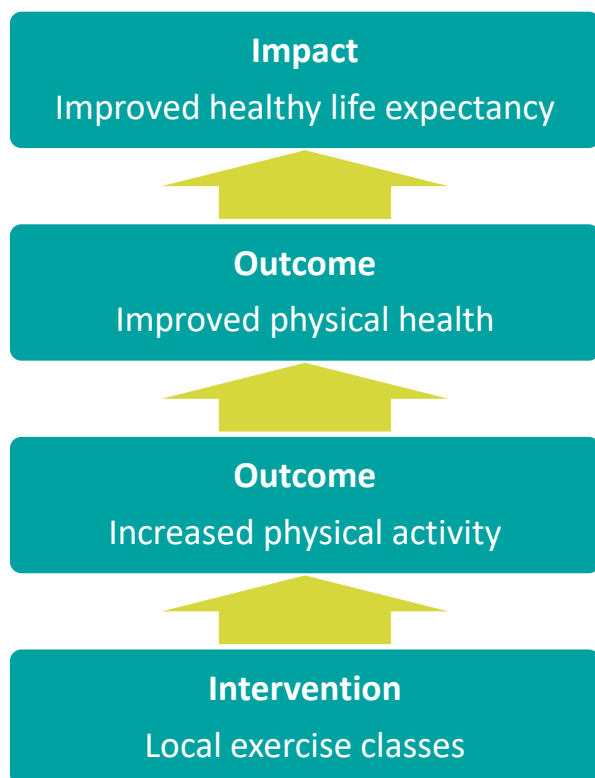 Impact
Improved healthy life expectancy
Outcome
Improved physical health
Outcome
Increased physical activity
Intervention
Local exercise classes